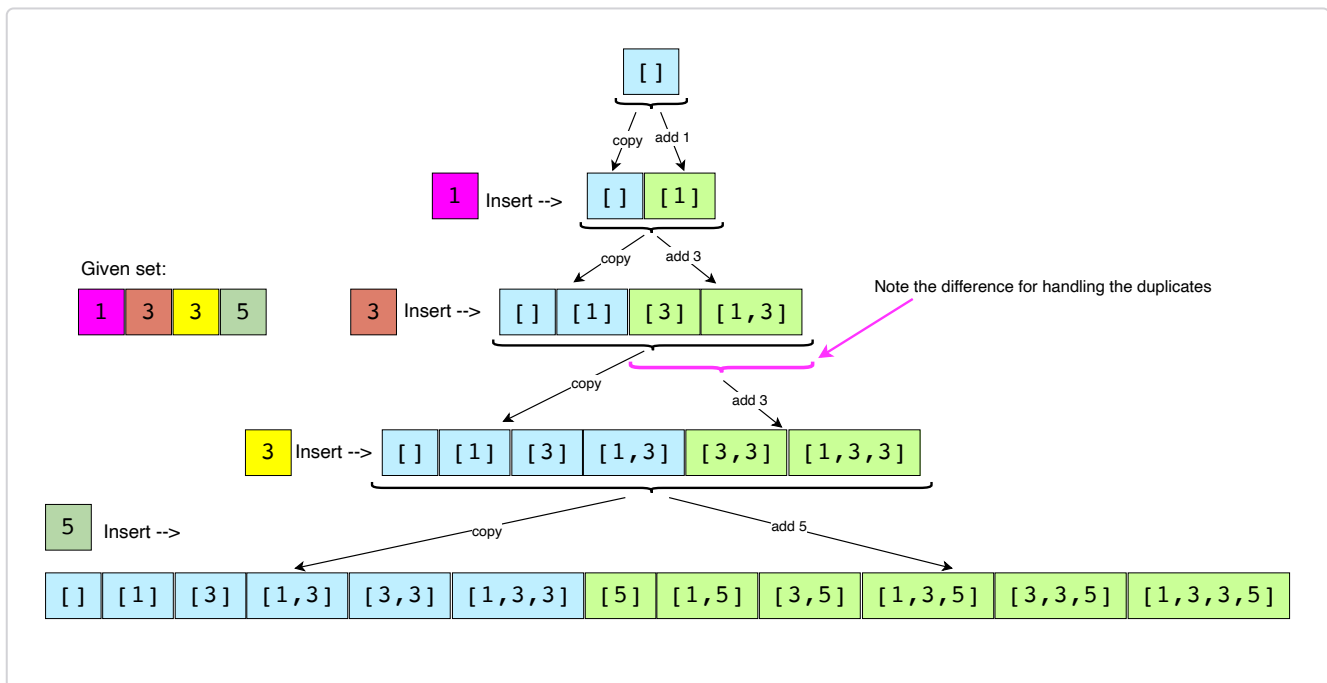 []
copy
add 1
1
Insert -->
[] [1]
copy
add 3
Given set:
1 3 3 5
3
Insert -->
[] [1] [3] [1,3]
Note the difference for handling the duplicates
copy
add 3
3
Insert -->
[] [1] [3] [1,3] [3,3] [1,3,3]
5
Insert -->
copy
add 5
[] [1] [3] [1,3] [3,3] [1,3,3] [5] [1,5] [3,5] [1,3,5] [3,3,5] [1,3,3,5]